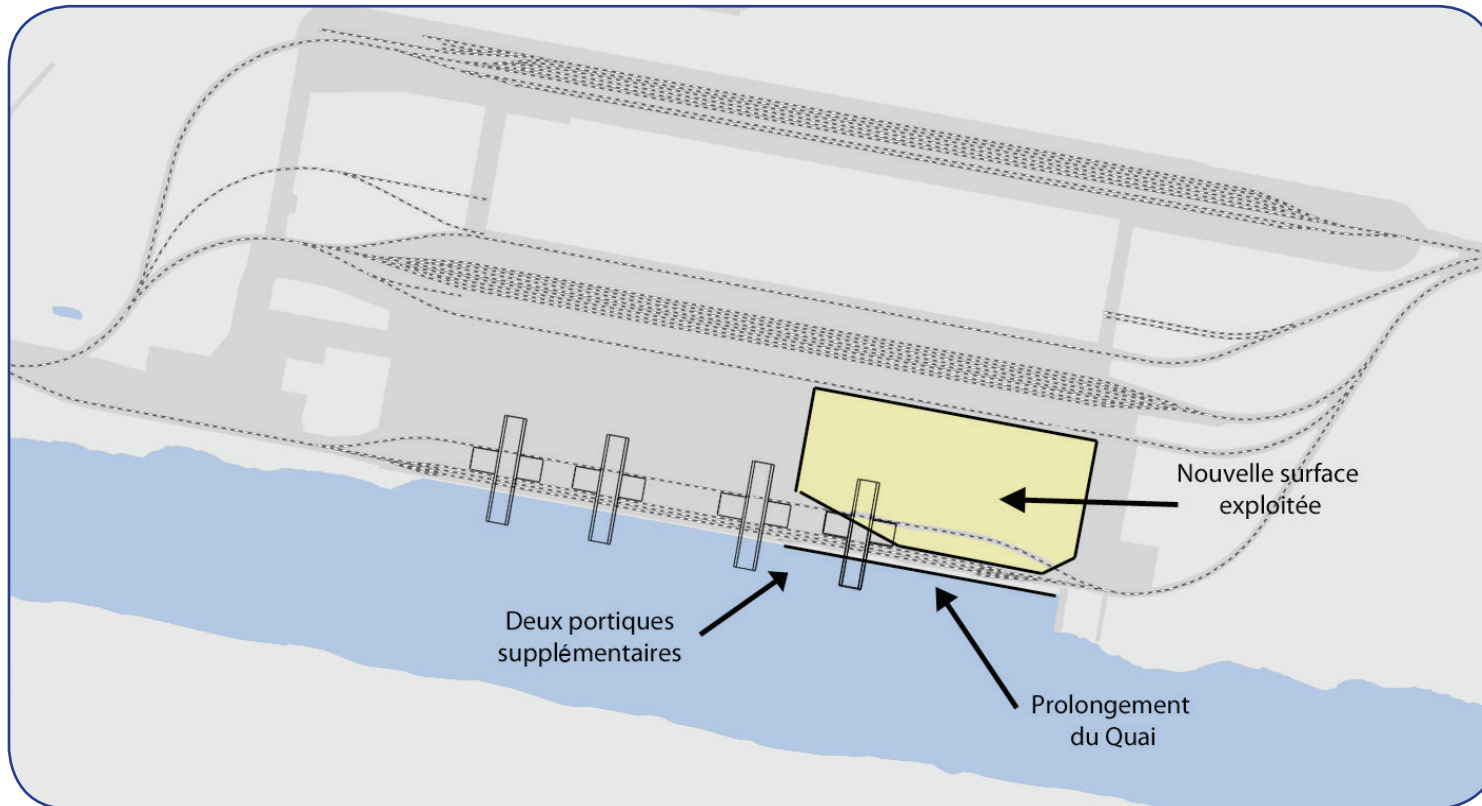 Nouvelle surface
exploitée
Deux portiques
supplémentaires
Prolongement
du Quai